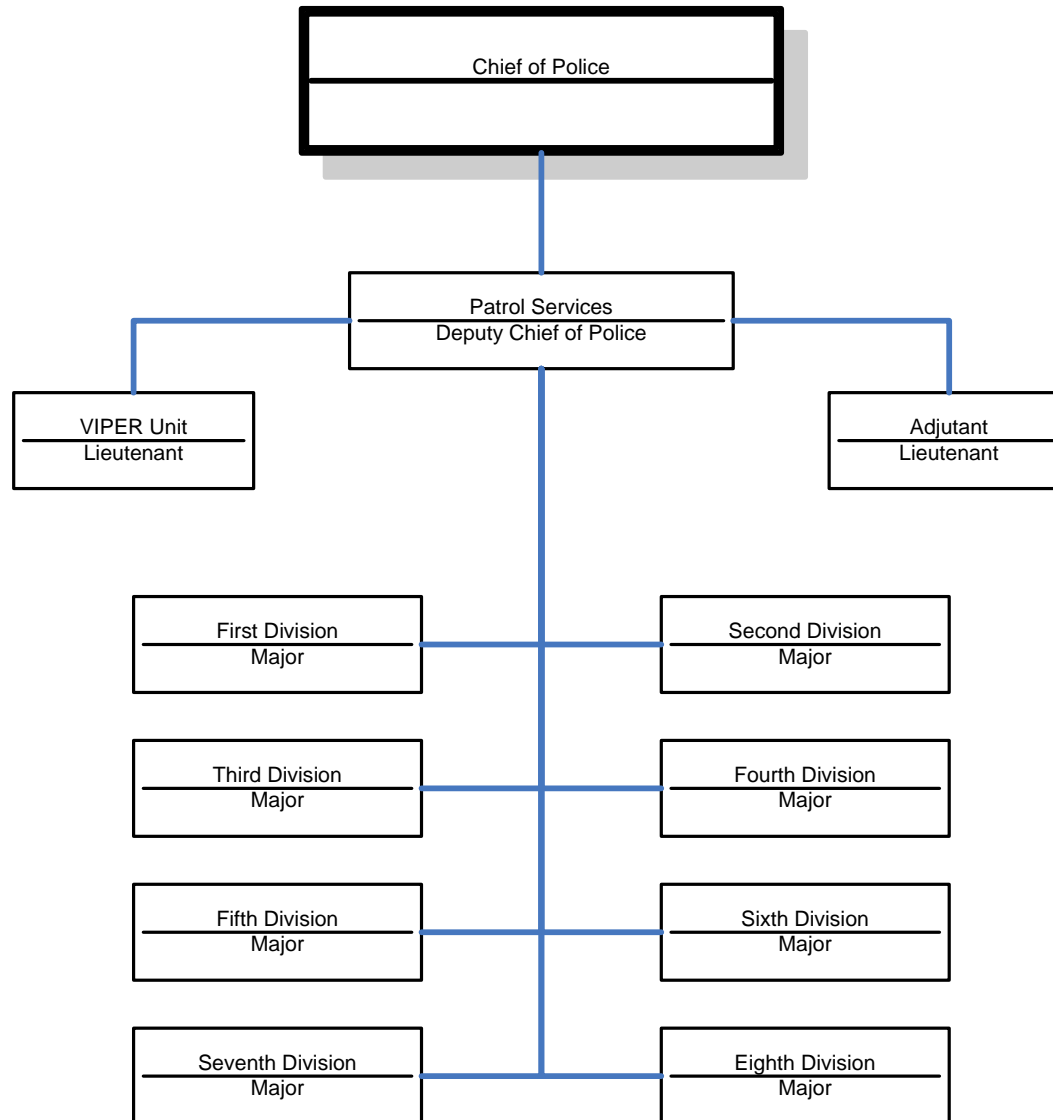 Chief of Police
Patrol Services
Deputy Chief of Police
VIPER Unit
Lieutenant
Adjutant
Lieutenant
First Division
Major
Second Division
Major
Third Division
Major
Fourth Division
Major
Fifth Division
Major
Sixth Division
Major
Seventh Division
Major
Eighth Division
Major